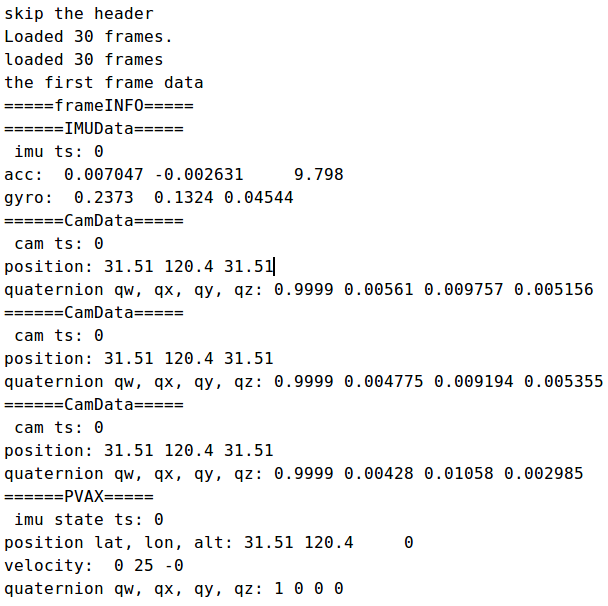 skip the header
Loaded 30 frames.
loaded 30 frames
the first frame data
=====frameINFO=====
======IMUData=====
 imu ts: 0
acc:  0.007047 -0.002631     9.798
gyro:  0.2373  0.1324 0.04544
======CamData=====
 cam ts: 0
position: 31.51 120.4 31.51
quaternion qw, qx, qy, qz: 0.9999 0.00561 0.009757 0.005156
======CamData=====
 cam ts: 0
position: 31.51 120.4 31.51
quaternion qw, qx, qy, qz: 0.9999 0.004775 0.009194 0.005355
======CamData=====
 cam ts: 0
position: 31.51 120.4 31.51
quaternion qw, qx, qy, qz: 0.9999 0.00428 0.01058 0.002985
======PVAX=====
 imu state ts: 0
position lat, lon, alt: 31.51 120.4     0
velocity:  0 25 -0
quaternion qw, qx, qy, qz: 1 0 0 0